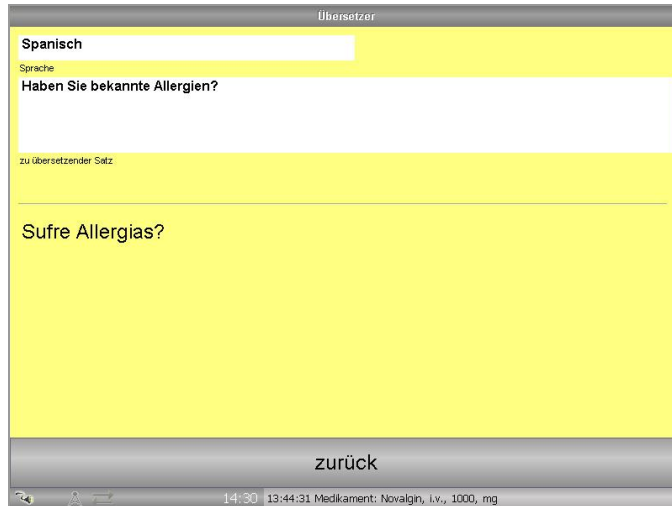 Übersetzer
Spanisch
Sprache
Haben Sie bekannte Allergien?
zu übersetzender Satz
Sufre Allergias?
zurück
14:30 13:44:31 Medikament: Novalgin, i.v., 1000, mg